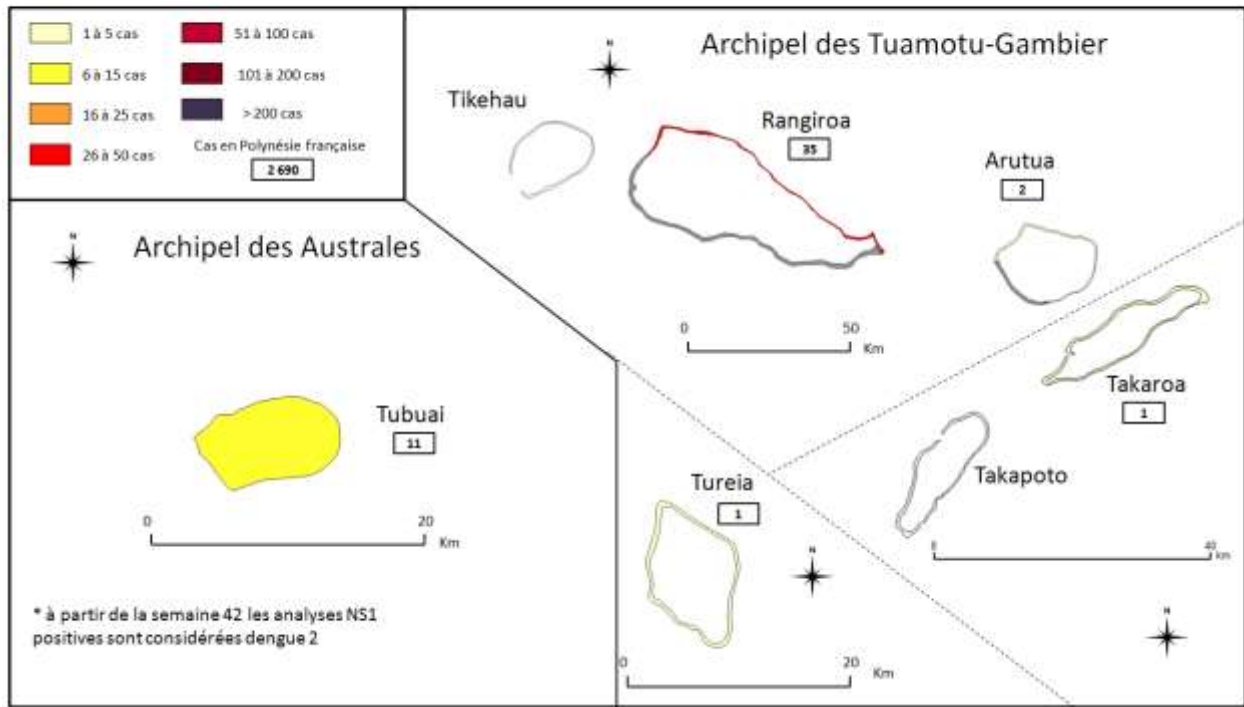 1 à 5 cas
6 à 15 cas
16 à 25 cas
26 à 50 cas
51 à 100 cas
101 à 200 cas
> 200 cas
Cas en Polynésie française
2 690
Archipel des Tuamotu-Gambier
N
Tikehau
Rangiroa
35
Arutua
2
0
50
Km
Takaroa
1
Takapoto
0
40
km
N
Archipel des Australes
N
Tubuai
11
0
20
Km
* à partir de la semaine 42 les analyses NS1
positives sont considérées dengue 2
Tureia
1
N
0
20
Km